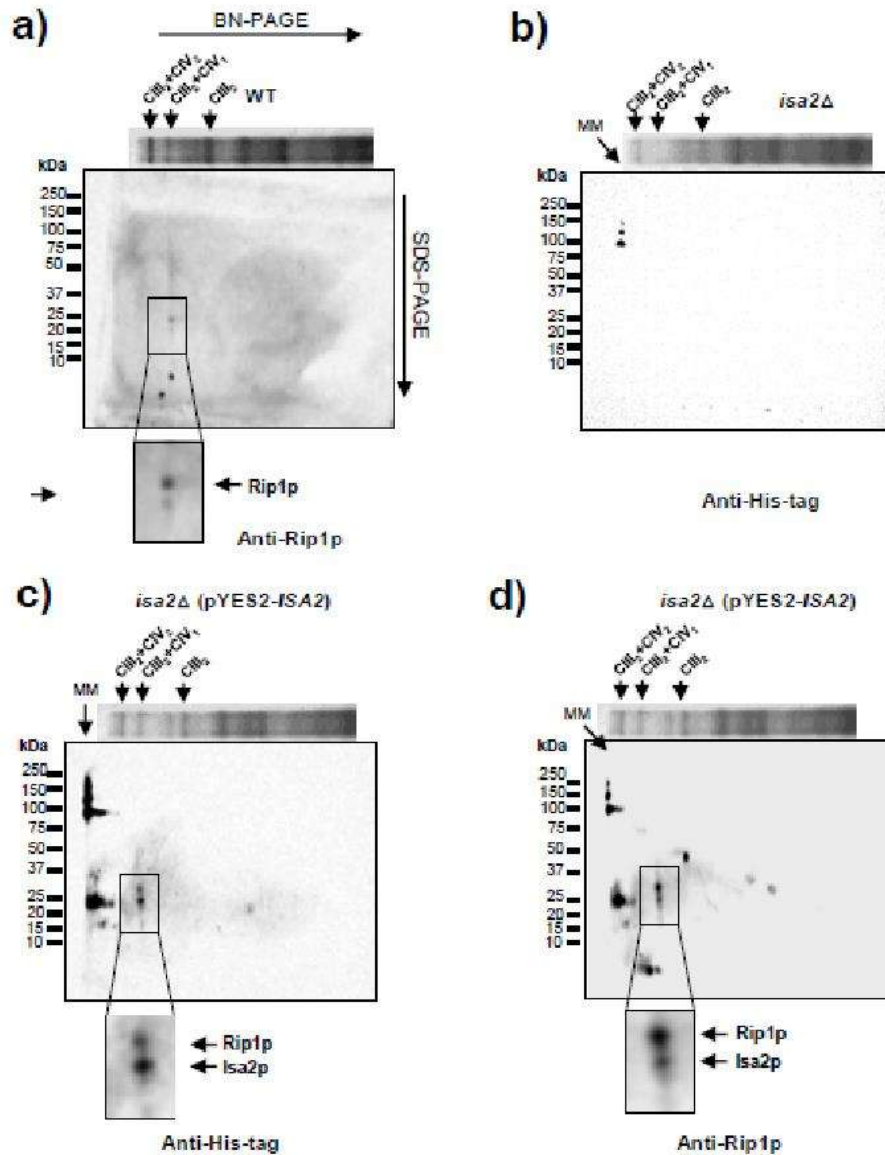 a)
BN-PAGE
CIII₂+CIV₂
CIII₂+CIV₁
CIII₂
WT
kDa
250
150
100
75
50
37
25
20
15
10
SDS-PAGE
Rip1p
Anti-Rip1p
b)
CIII₂+CIV₂
CIII₂+CIV₁
CIII₂
isa2Δ
MM
kDa
250
150
100
75
50
37
25
20
15
10
Anti-His-tag
c)
isa2Δ (pYES2-ISA2)
CIII₂+CIV₂
CIII₂+CIV₁
CIII₂
MM
kDa
250
150
100
75
50
37
25
20
15
10
Rip1p
Isa2p
Anti-His-tag
d)
isa2Δ (pYES2-ISA2)
CIII₂+CIV₂
CIII₂+CIV₁
CIII₂
MM
kDa
250
150
100
75
50
37
25
20
15
10
Rip1p
Isa2p
Anti-Rip1p